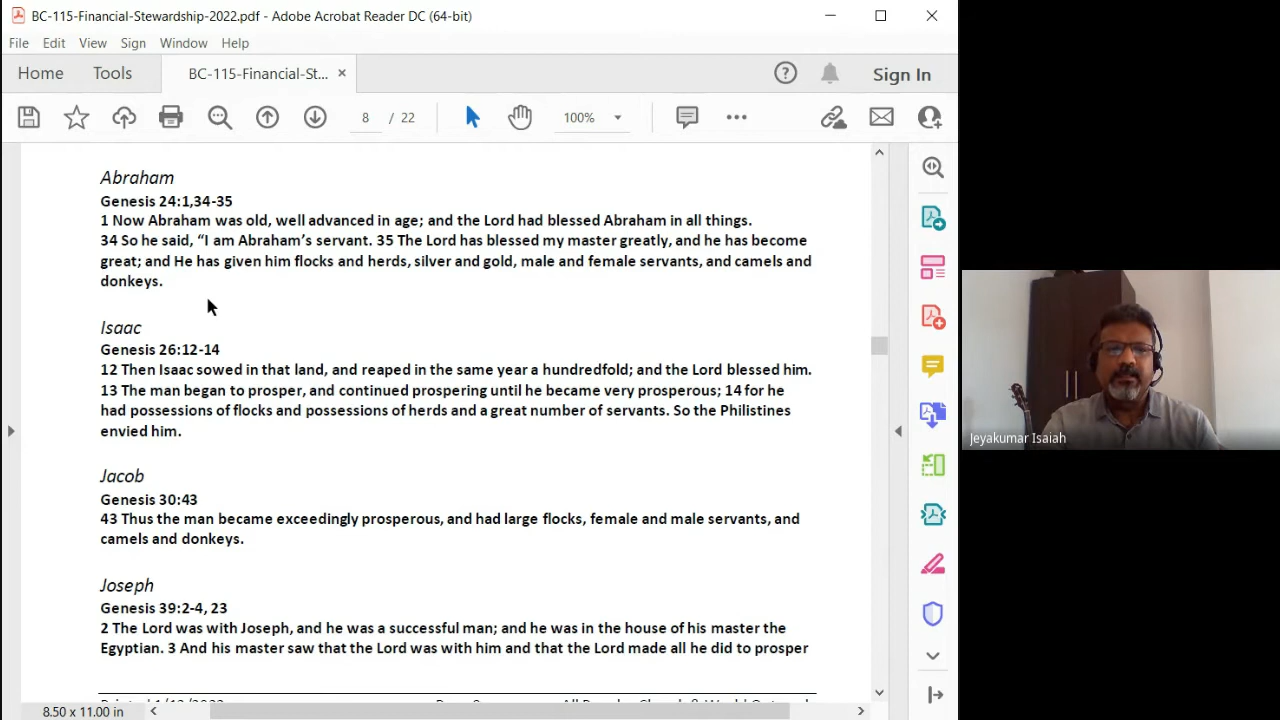 BC-115-Financial-Stewardship-2022.pdf - Adobe Acrobat Reader DC (64-bit)
File Edit View Sign Window Help
Home Tools BC-115-Financial-St... Sign In
8 / 22 100%
Abraham
Genesis 24:1,34-35
1 Now Abraham was old, well advanced in age; and the Lord had blessed Abraham in all things.
34 So he said, “I am Abraham’s servant. 35 The Lord has blessed my master greatly, and he has become
great; and He has given him flocks and herds, silver and gold, male and female servants, and camels and
donkeys.
Isaac
Genesis 26:12-14
12 Then Isaac sowed in that land, and reaped in the same year a hundredfold; and the Lord blessed him.
13 The man began to prosper, and continued prospering until he became very prosperous; 14 for he
had possessions of flocks and possessions of herds and a great number of servants. So the Philistines
envied him.
Jacob
Genesis 30:43
43 Thus the man became exceedingly prosperous, and had large flocks, female and male servants, and
camels and donkeys.
Joseph
Genesis 39:2-4, 23
2 The Lord was with Joseph, and he was a successful man; and he was in the house of his master the
Egyptian. 3 And his master saw that the Lord was with him and that the Lord made all he did to prosper
8.50 x 11.00 in
Jeyakumar Isaiah